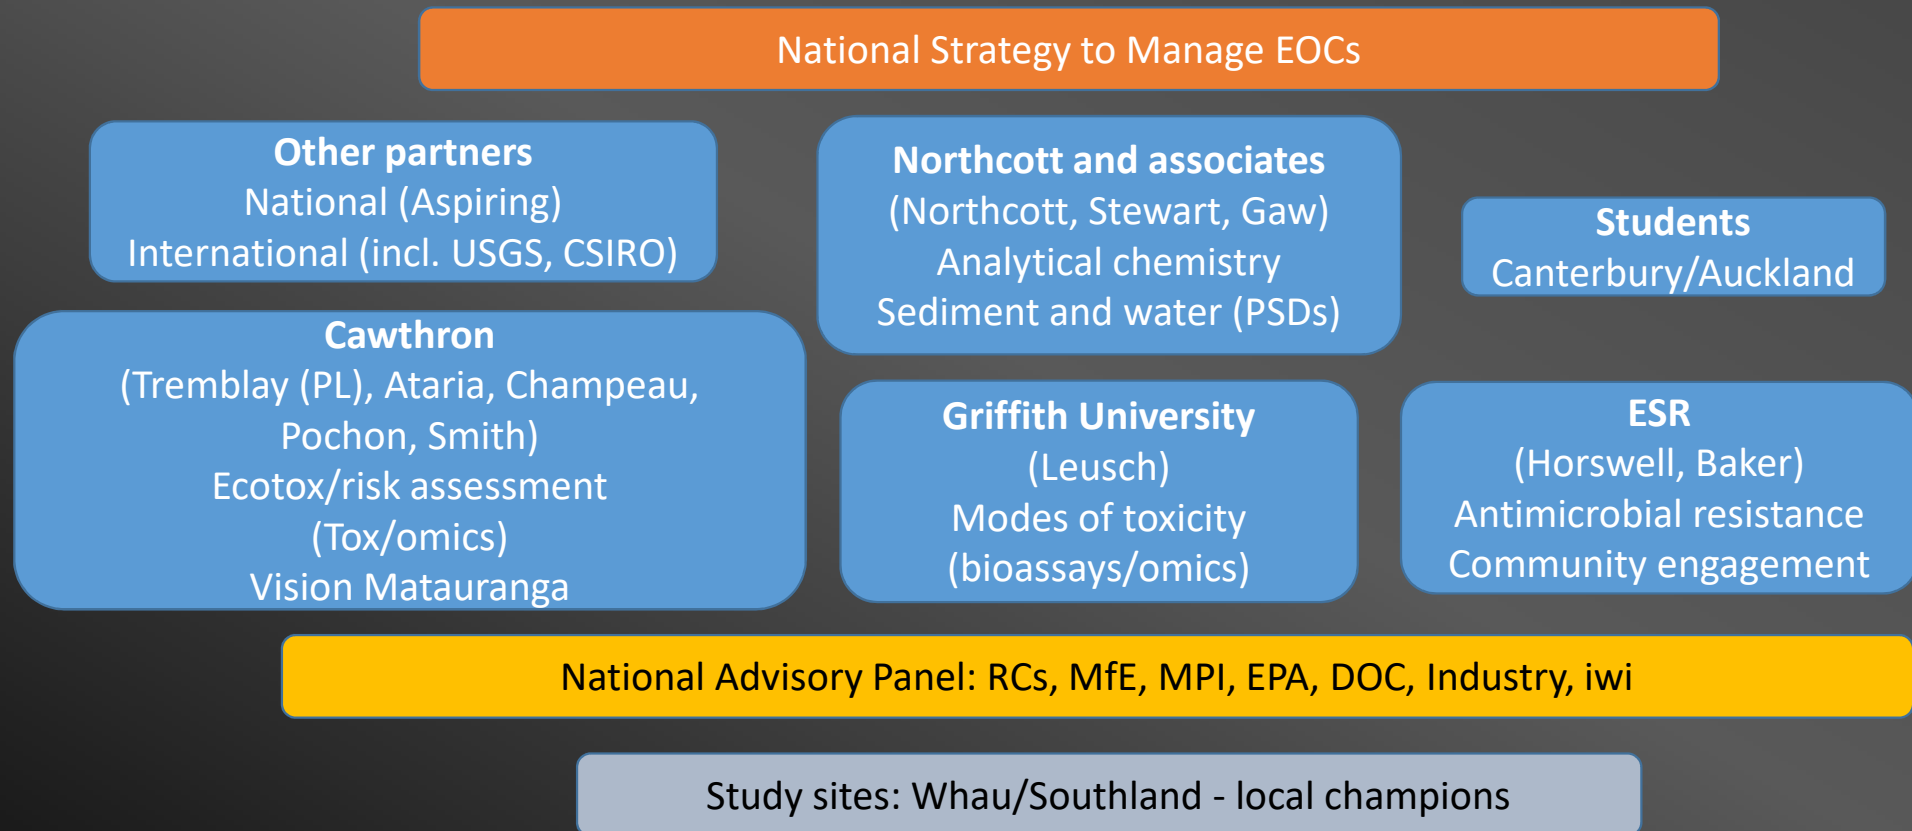 National Strategy to Manage EOCs
Other partners
National (Aspiring)
International (incl. USGS, CSIRO)
Northcott and associates
(Northcott, Stewart, Gaw)
Analytical chemistry
Sediment and water (PSDs)
Students
Canterbury/Auckland
Cawthron
(Tremblay (PL), Ataria, Champeau,
Pochon, Smith)
Ecotox/risk assessment
(Tox/omics)
Vision Matauranga
Griffith University
(Leusch)
Modes of toxicity
(bioassays/omics)
ESR
(Horswell, Baker)
Antimicrobial resistance
Community engagement
National Advisory Panel: RCs, MfE, MPI, EPA, DOC, Industry, iwi
Study sites: Whau/Southland - local champions